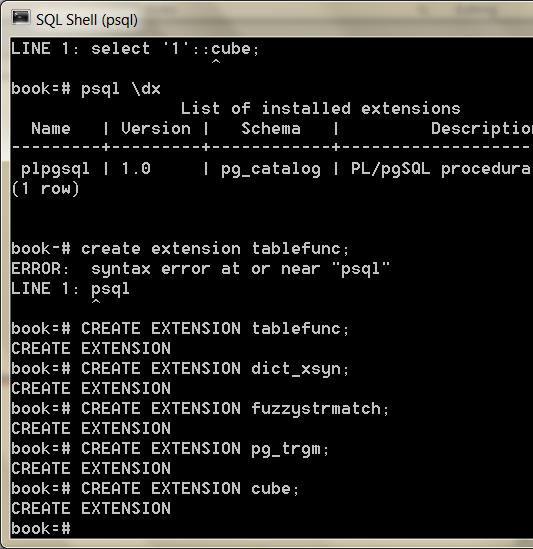 SQL Shell (psql)
LINE 1: select '1'::cube;
^
book=# psql \dx
List of installed extensions
Name | Version | Schema | Description
---------+---------+------------+---------------------
plpgsql | 1.0 | pg_catalog | PL/pgSQL procedura
(1 row)
book-# create extension tablefunc;
ERROR: syntax error at or near "psql"
LINE 1: psql
^
book=# CREATE EXTENSION tablefunc;
CREATE EXTENSION
book=# CREATE EXTENSION dict_xsyn;
CREATE EXTENSION
book=# CREATE EXTENSION fuzzystrmatch;
CREATE EXTENSION
book=# CREATE EXTENSION pg_trgm;
CREATE EXTENSION
book=# CREATE EXTENSION cube;
CREATE EXTENSION
book=#